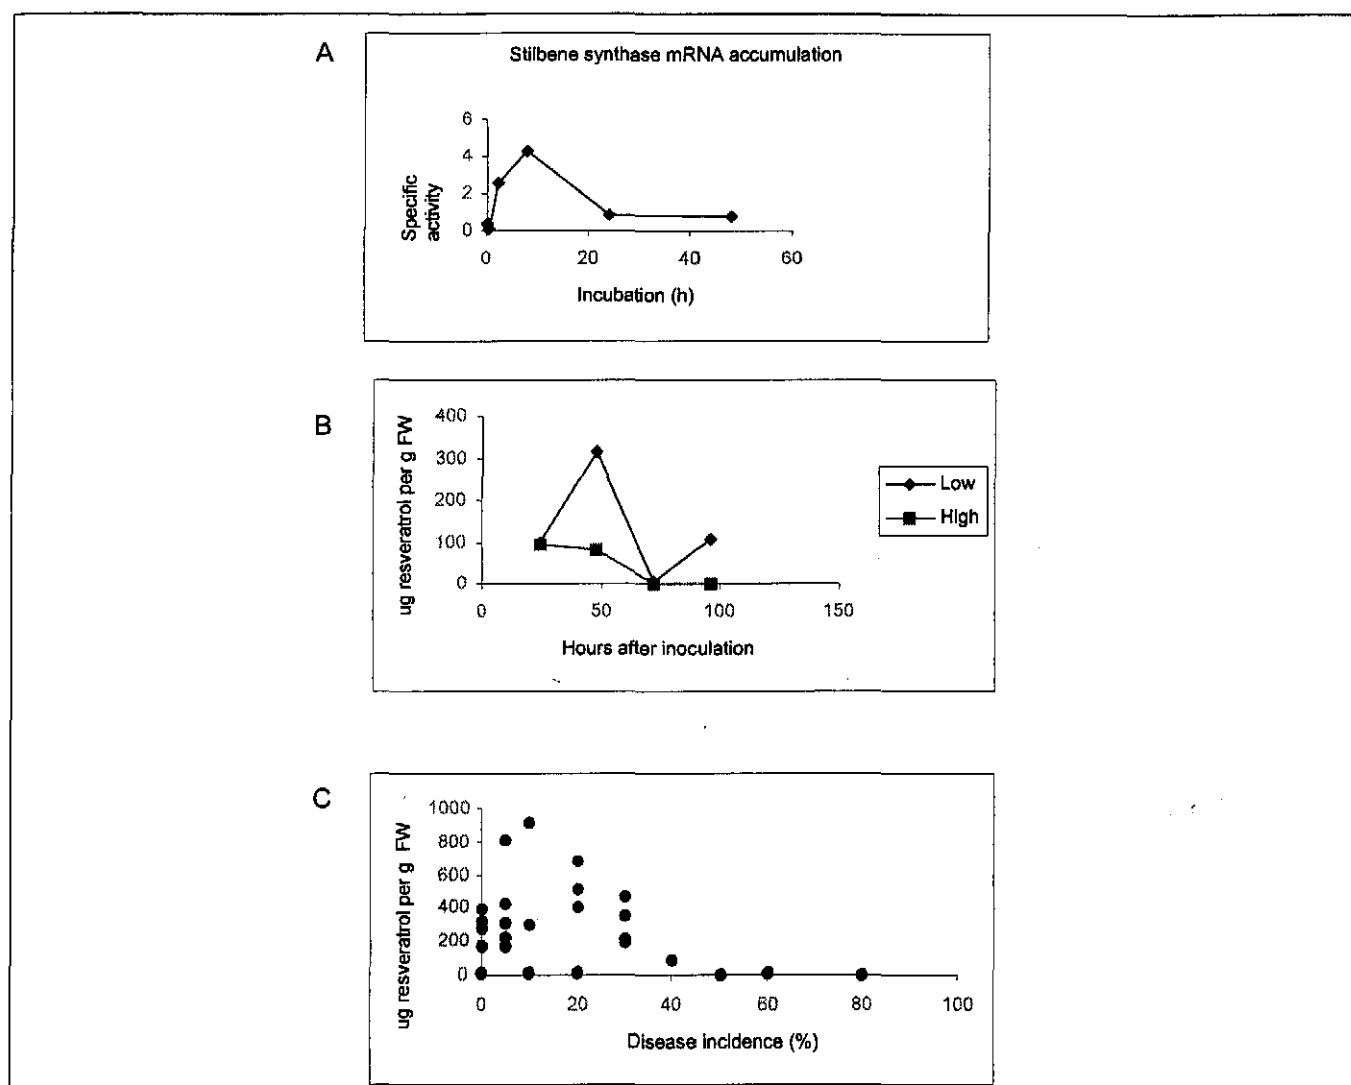 A
Stilbene synthase mRNA accumulation
6
4
2
0
Specific
activity
0 20 40 60
Incubation (h)
B
400
300
200
100
0
ug resveratrol per g FW
0 50 100 150
Hours after inoculation
Low
High
C
1000
800
600
400
200
0
ug resveratrol per g FW
0 20 40 60 80 100
Disease incidence (%)